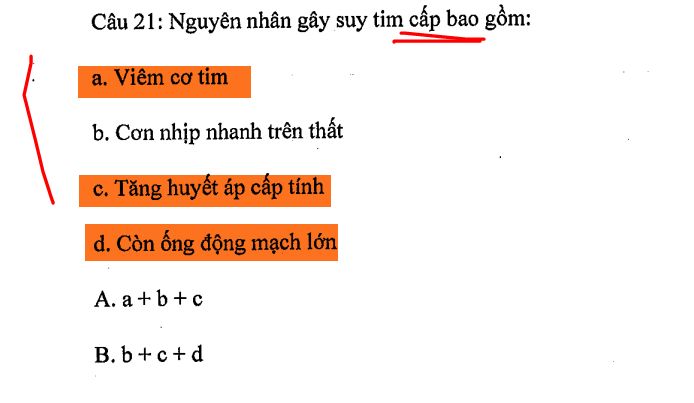 Câu 21: Nguyên nhân gây suy tim cấp bao gồm:
a. Viêm cơ tim
b. Cơn nhịp nhanh trên thất
c. Tăng huyết áp cấp tính
d. Còn ống động mạch lớn
A. a + b + c
B. b + c + d